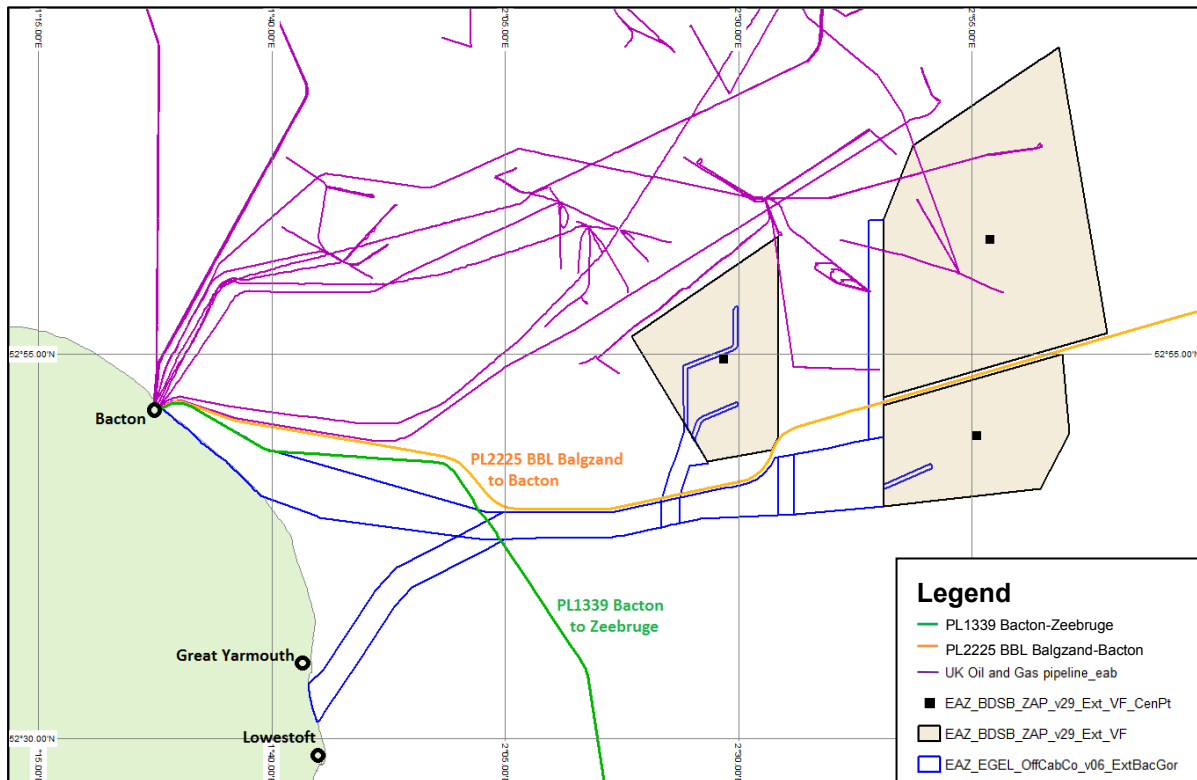 1°15.00'E
1°40.00'E
2°05.00'E
2°30.00'E
2°55.00'E
52°55.00'N
52°55.00'N
Bacton
PL2225 BBL Balgzand
to Bacton
PL1339 Bacton
to Zeebruge
Great Yarmouth
Lowestoft
52°30.00'N
Legend
PL1339 Bacton-Zeebruge
PL2225 BBL Balgzand-Bacton
UK Oil and Gas pipeline_eab
EAZ_BDSB_ZAP_v29_Ext_VF_CenPt
EAZ_BDSB_ZAP_v29_Ext_VF
EAZ_EGEL_OffCabCo_v06_ExtBacGor